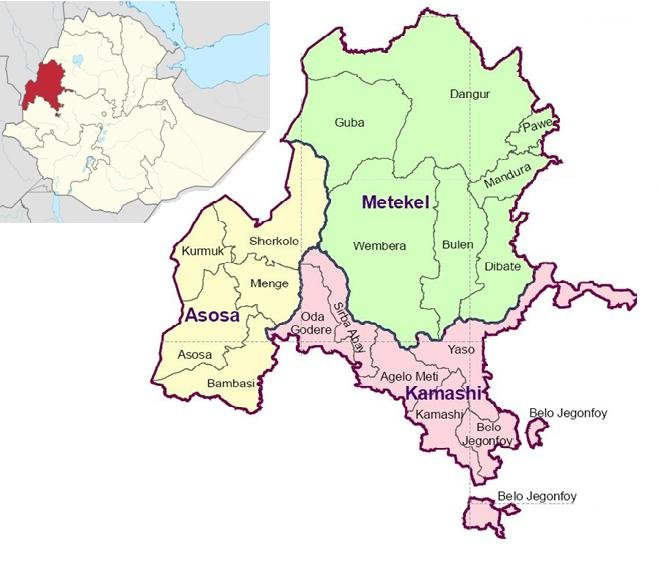 Dangur
Guba
Pawe
Mandura
Metekel
Wembera
Bulen
Dibate
Sherkole
Kurmuk
Menge
Asosa
Asosa
Bambasi
Oda
Godere
Sirba Abay
Yaso
Agelo Meti
Kamashi
Kamashi
Belo
Jegonfoy
Belo Jegonfoy
Belo Jegonfoy